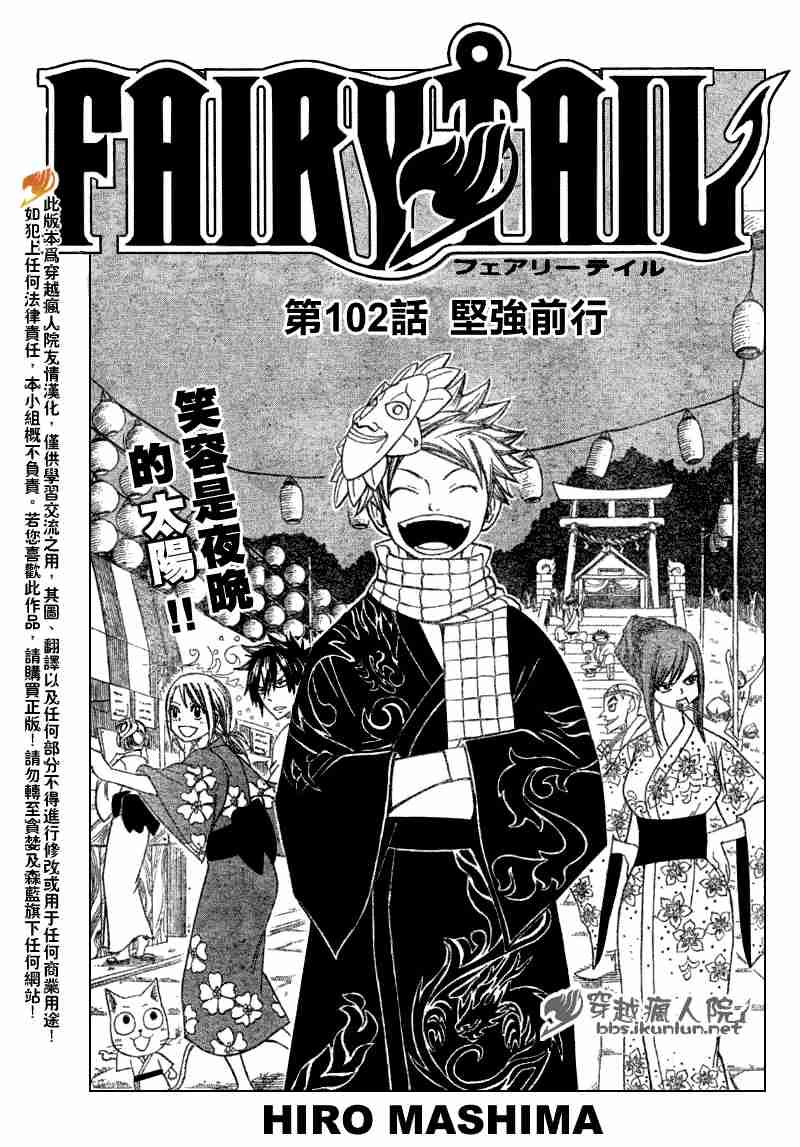 FAIRY TAIL
フェアリーテイル
第102話 堅強前行
笑容是夜晚
的太陽!!
此版本爲穿越瘋人院友情漢化，僅供學習交流之用，其圖、翻譯以及任何部分不得進行修改或用于任何商業用途！
如犯上任何法律責任，本小組概不負責。若您喜歡此作品，請購買正版！請勿轉至貪婪及森藍旗下任何網站！
穿越瘋人院
bbs.ikunlun.net
HIRO MASHIMA